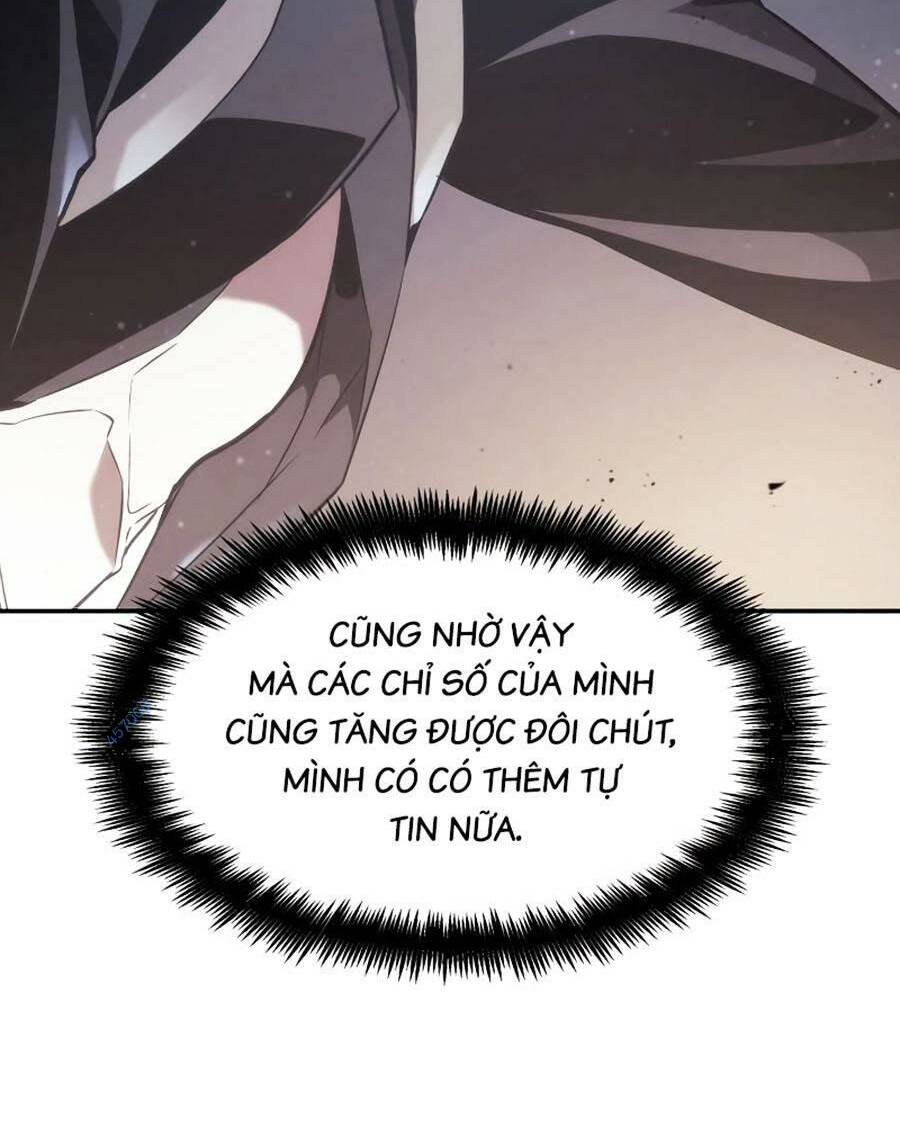 CŨNG NHỜ VẬY
MÀ CÁC CHỈ SỐ CỦA MÌNH
CŨNG TĂNG ĐƯỢC ĐÔI CHÚT,
MÌNH CÓ CÓ THÊM TỰ
TIN NỮA.